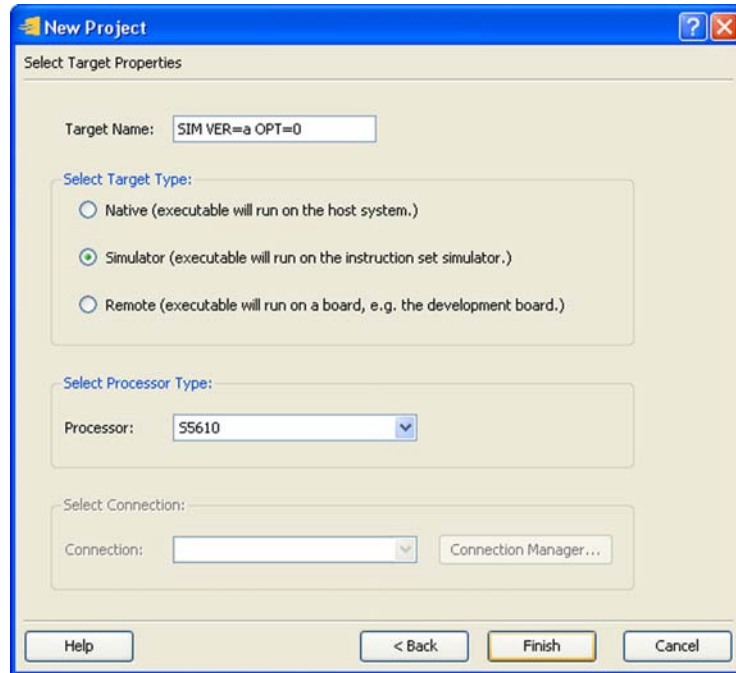 New Project
Select Target Properties
Target Name: SIM VER=a OPT=0
Select Target Type:
Native (executable will run on the host system.)
Simulator (executable will run on the instruction set simulator.)
Remote (executable will run on a board, e.g. the development board.)
Select Processor Type:
Processor: S5610
Select Connection:
Connection: Connection Manager...
Help < Back Finish Cancel